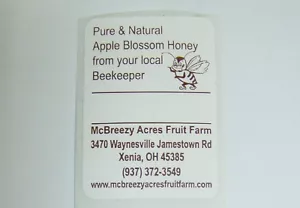 Pure & Natural
Apple Blossom Honey
from your local
Beekeeper
McBreezy Acres Fruit Farm
3470 Waynesville Jamestown Rd
Xenia, OH 45385
(937) 372-3549
www.mcbreezyacresfruitfarm.com